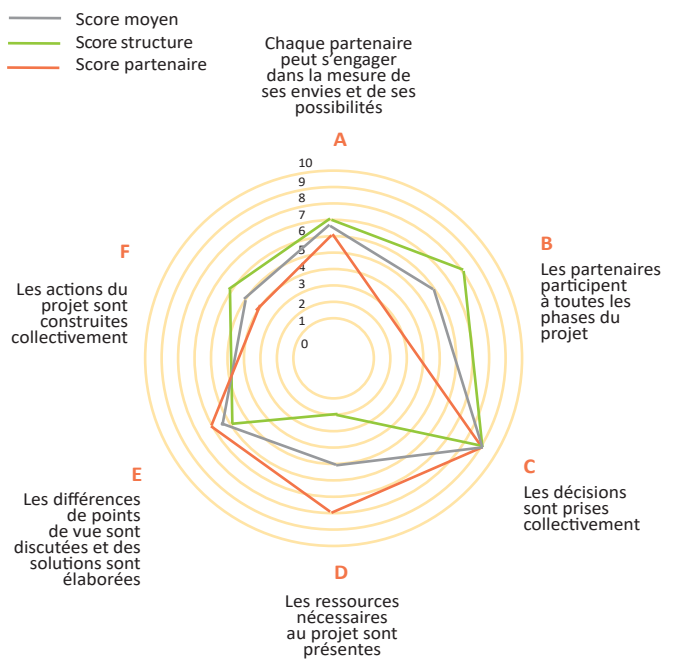 Score moyen
Score structure
Score partenaire
Chaque partenaire
peut s'engager
dans la mesure de
ses envies et de ses
possibilités
A
10
9
8
7
6
5
4
3
2
1
0
B
Les partenaires
participent
à toutes les
phases du
projet
C
Les décisions
sont prises
collectivement
D
Les ressources
nécessaires
au projet sont
présentes
E
Les différences
de points
de vue sont
discutées et des
solutions sont
élaborées
F
Les actions du
projet sont
construites
collectivement